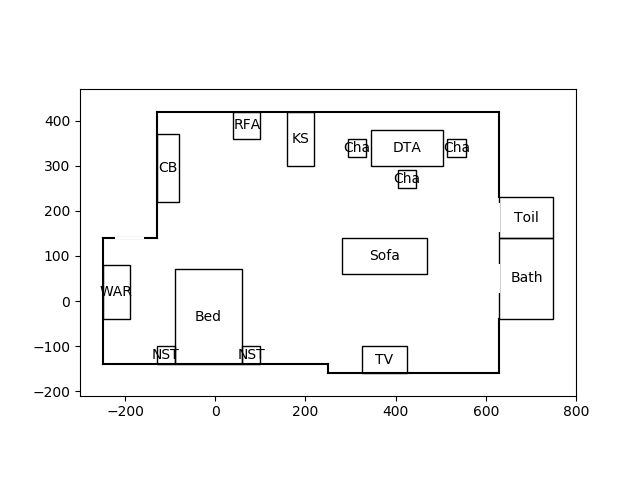 400
300
200
100
0
−100
−200
RFA
KS
Cha
DTA
Cha
CB
Cha
Toil
Sofa
Bath
WAR
Bed
NST
NST
TV
−200
0
200
400
600
800